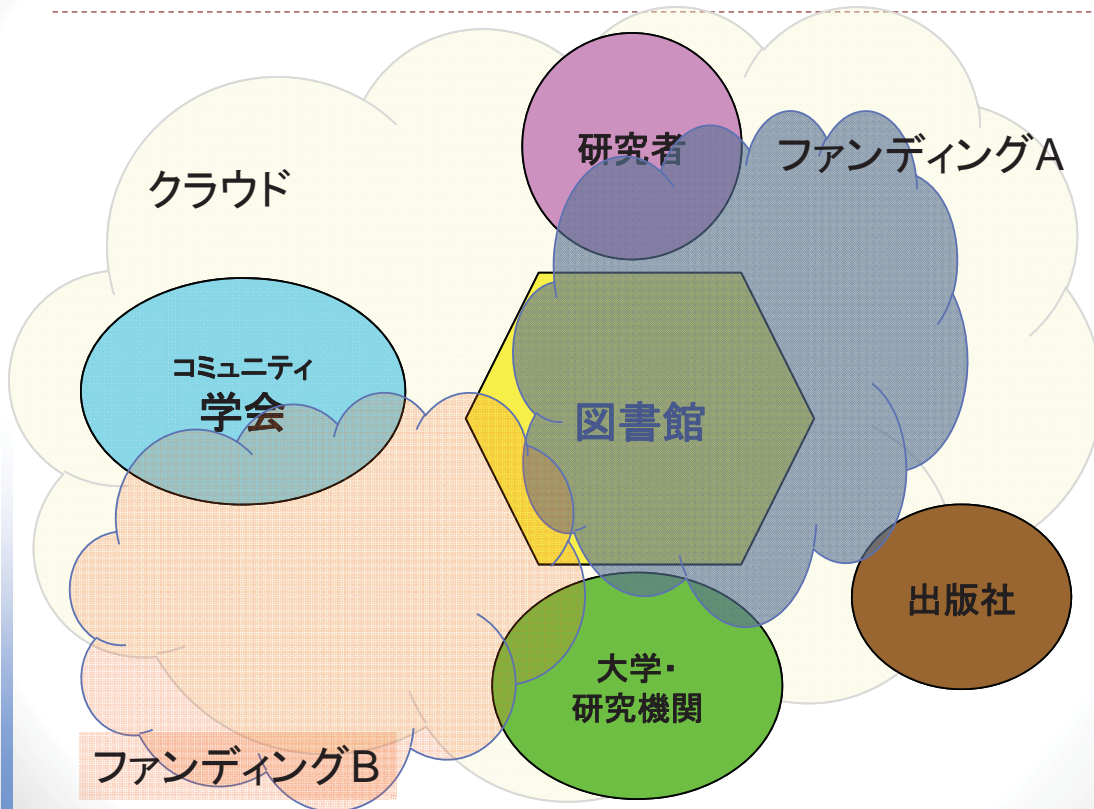 研究者
ファンディングA
クラウド
コミュニティ
学会
図書館
出版社
大学・
研究機関
ファンディングB